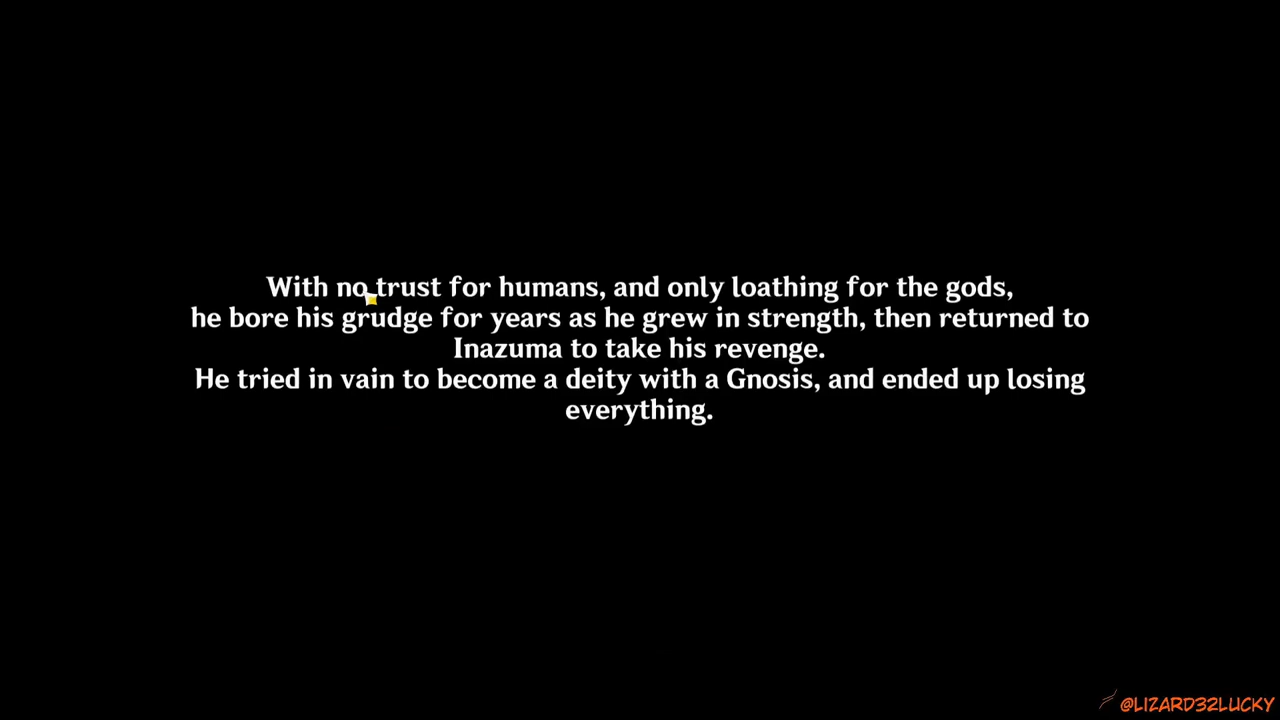 With no trust for humans, and only loathing for the gods,
he bore his grudge for years as he grew in strength, then returned to
Inazuma to take his revenge.
He tried in vain to become a deity with a Gnosis, and ended up losing
everything.
@LIZARD32LUCKY